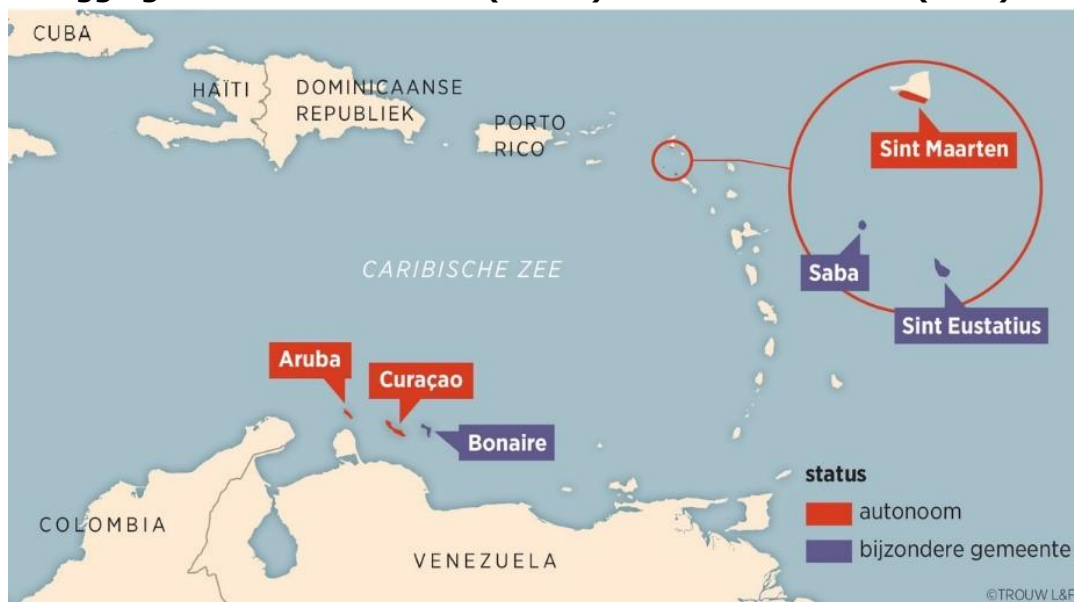 CUBA
HAÏTI
DOMINICAANSE
REPUBLIEK
PORTO
RICO
Sint Maarten
Saba
Sint Eustatius
CARIBISCHE ZEE
Aruba
Curaçao
Bonaire
COLOMBIA
VENEZUELA
status
autonoom
bijzondere gemeente
©TROUW L&F